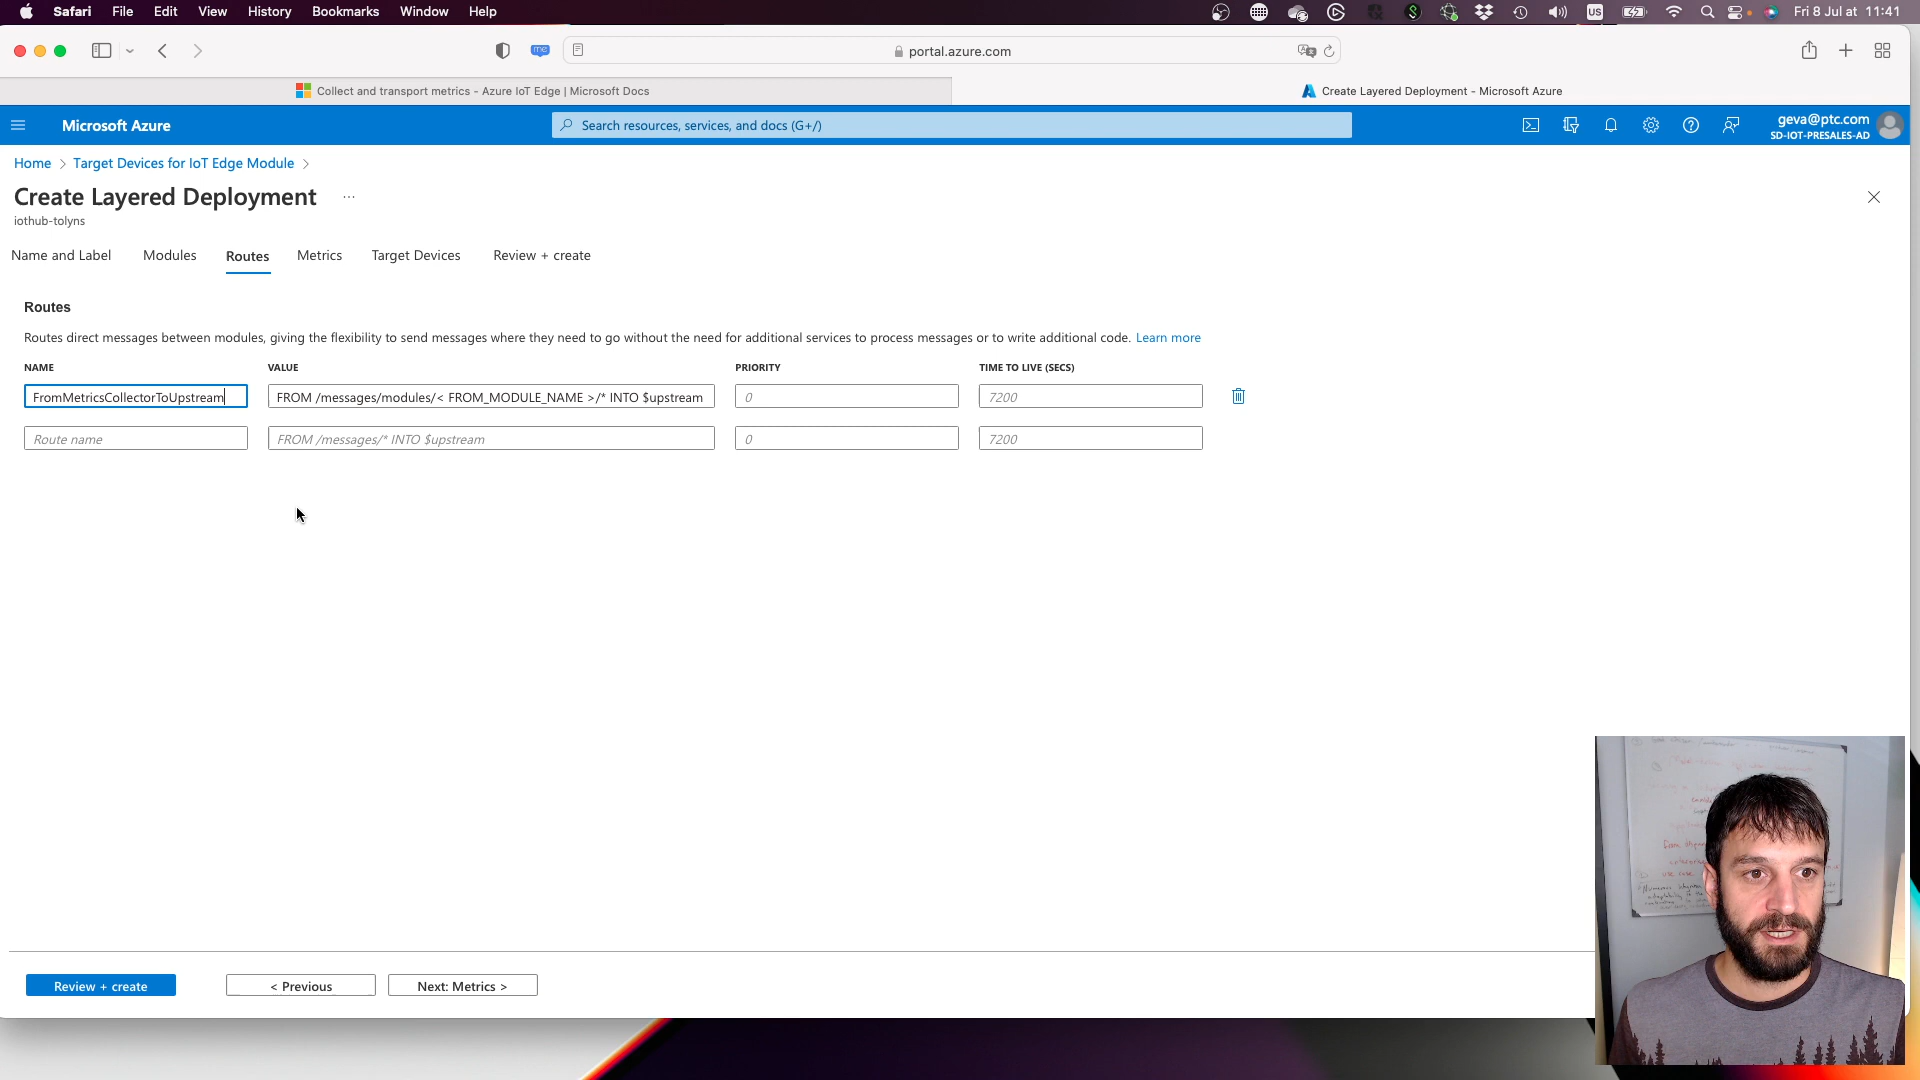 Safari File Edit View History Bookmarks Window Help
US
Fri 8 Jul at 11:41
me
portal.azure.com
Collect and transport metrics - Azure IoT Edge | Microsoft Docs
Create Layered Deployment - Microsoft Azure
Microsoft Azure
Search resources, services, and docs (G+/)
geva@ptc.com
SD-IOT-PRESALES-AD
Home > Target Devices for IoT Edge Module >
Create Layered Deployment ...
iothub-tolyns
Name and Label Modules Routes Metrics Target Devices Review + create
Routes
Routes direct messages between modules, giving the flexibility to send messages where they need to go without the need for additional services to process messages or to write additional code. Learn more
NAME VALUE PRIORITY TIME TO LIVE (SECS)
FromMetricsCollectorToUpstream FROM /messages/modules/< FROM_MODULE_NAME >/* INTO $upstream 0 7200
Route name FROM /messages/* INTO $upstream 0 7200
Review + create < Previous Next: Metrics >